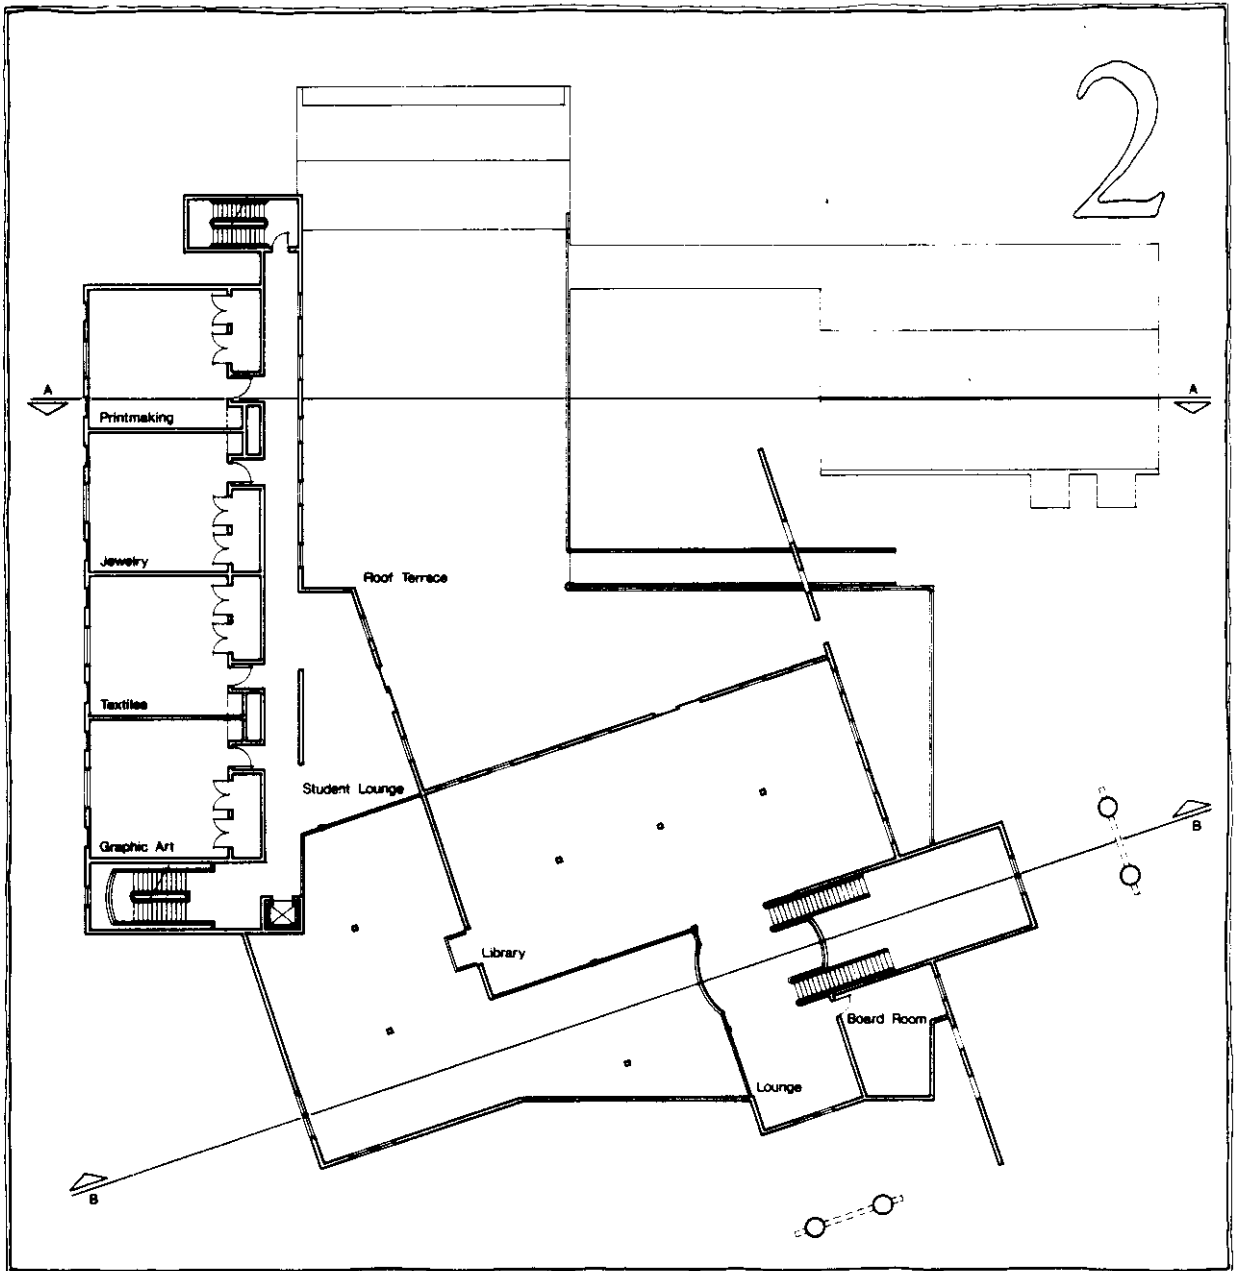 2
A
A
Printmaking
Jewelry
Roof Terrace
Textiles
Student Lounge
B
Graphic Art
Library
Board Room
Lounge
B